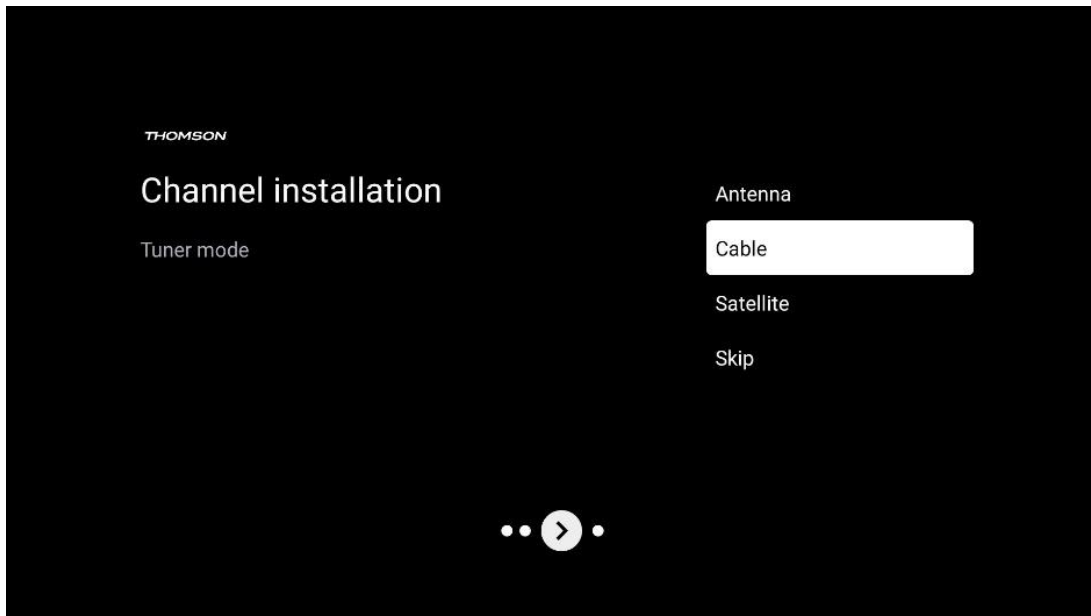 THOMSON
Channel installation
Tuner mode
Antenna
Cable
Satellite
Skip